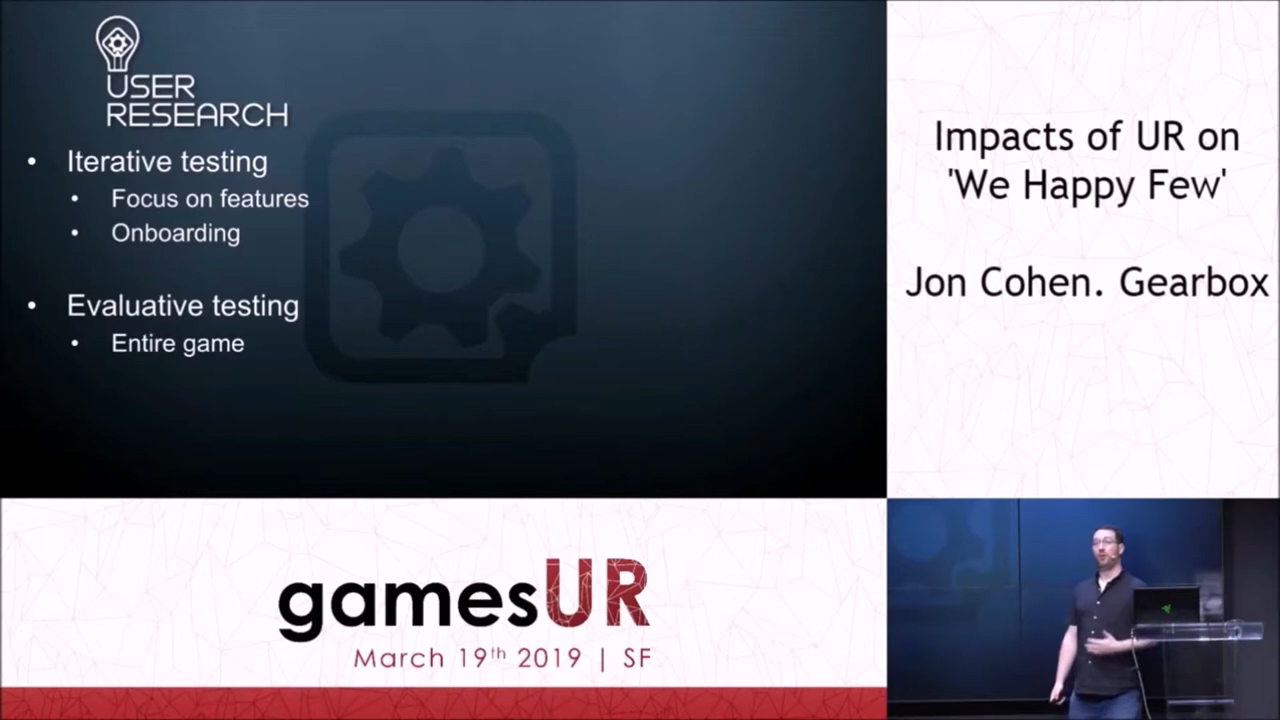 USER
RESEARCH
• Iterative testing
• Focus on features
• Onboarding
• Evaluative testing
• Entire game
Impacts of UR on
'We Happy Few'
Jon Cohen. Gearbox
gamesUR
March 19th 2019 | SF